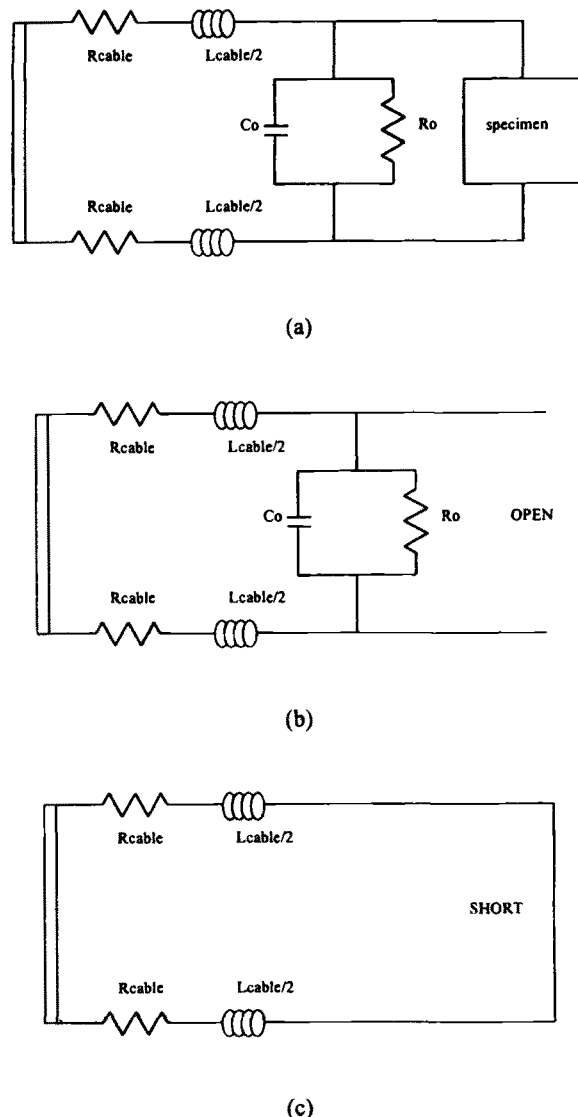 Rcable Lcable/2
Co Ro specimen
Rcable Lcable/2
(a)
Rcable Lcable/2
Co Ro OPEN
Rcable Lcable/2
(b)
Rcable Lcable/2
SHORT
Rcable Lcable/2
(c)